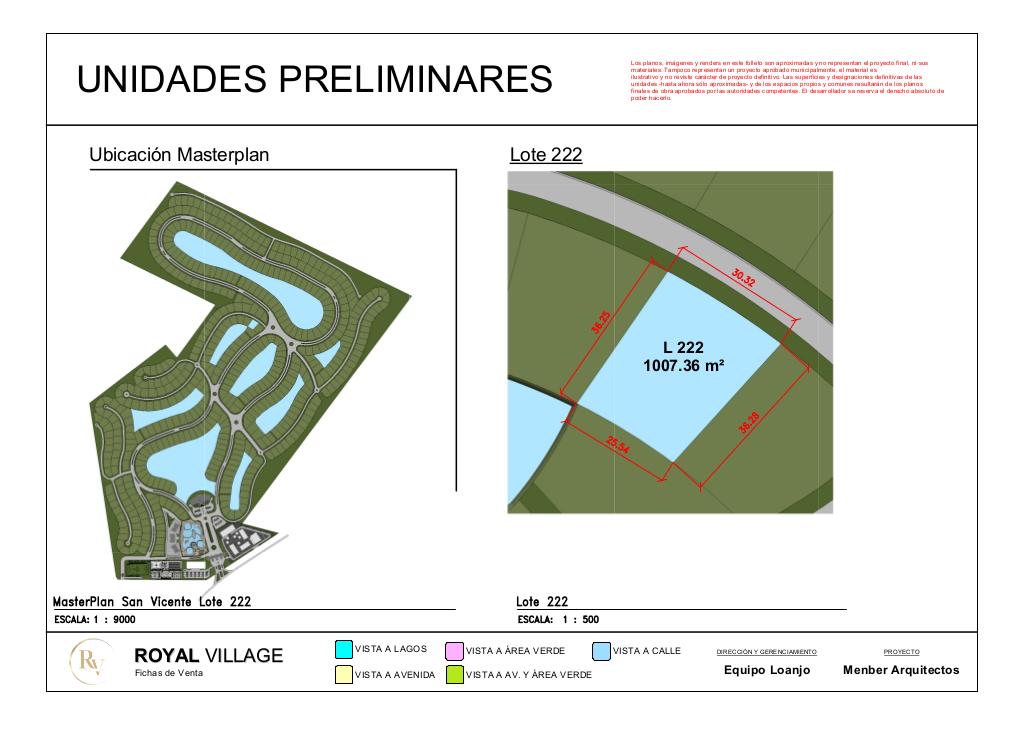 UNIDADES PRELIMINARES
Los planos, imágenes y renders en este folleto son aproximadas y no representan el proyecto final, ni sus
materiales. Tampoco representan un proyecto aprobado municipalmente, el material es
ilustrativo y no reviste carácter de proyecto definitivo. Las superficies y designaciones definitivas de las
unidades -hasta ahora sólo aproximadas- y de los espacios propios y comunes resultarán de los planos
finales de obra aprobados por las autoridades competentes. El desarrollador se reserva el derecho absoluto de
poder hacerlo.
Ubicación Masterplan
Lote 222
30.32
36.25
L 222
1007.36 m²
36.28
25.54
MasterPlan San Vicente Lote 222
ESCALA: 1 : 9000
Lote 222
ESCALA: 1 : 500
RV
ROYAL VILLAGE
Fichas de Venta
VISTA A LAGOS
VISTA A ÁREA VERDE
VISTA A CALLE
VISTA A AVENIDA
VISTA A AV. Y ÁREA VERDE
DIRECCIÓN Y GERENCIAMIENTO
Equipo Loanjo
PROYECTO
Menber Arquitectos